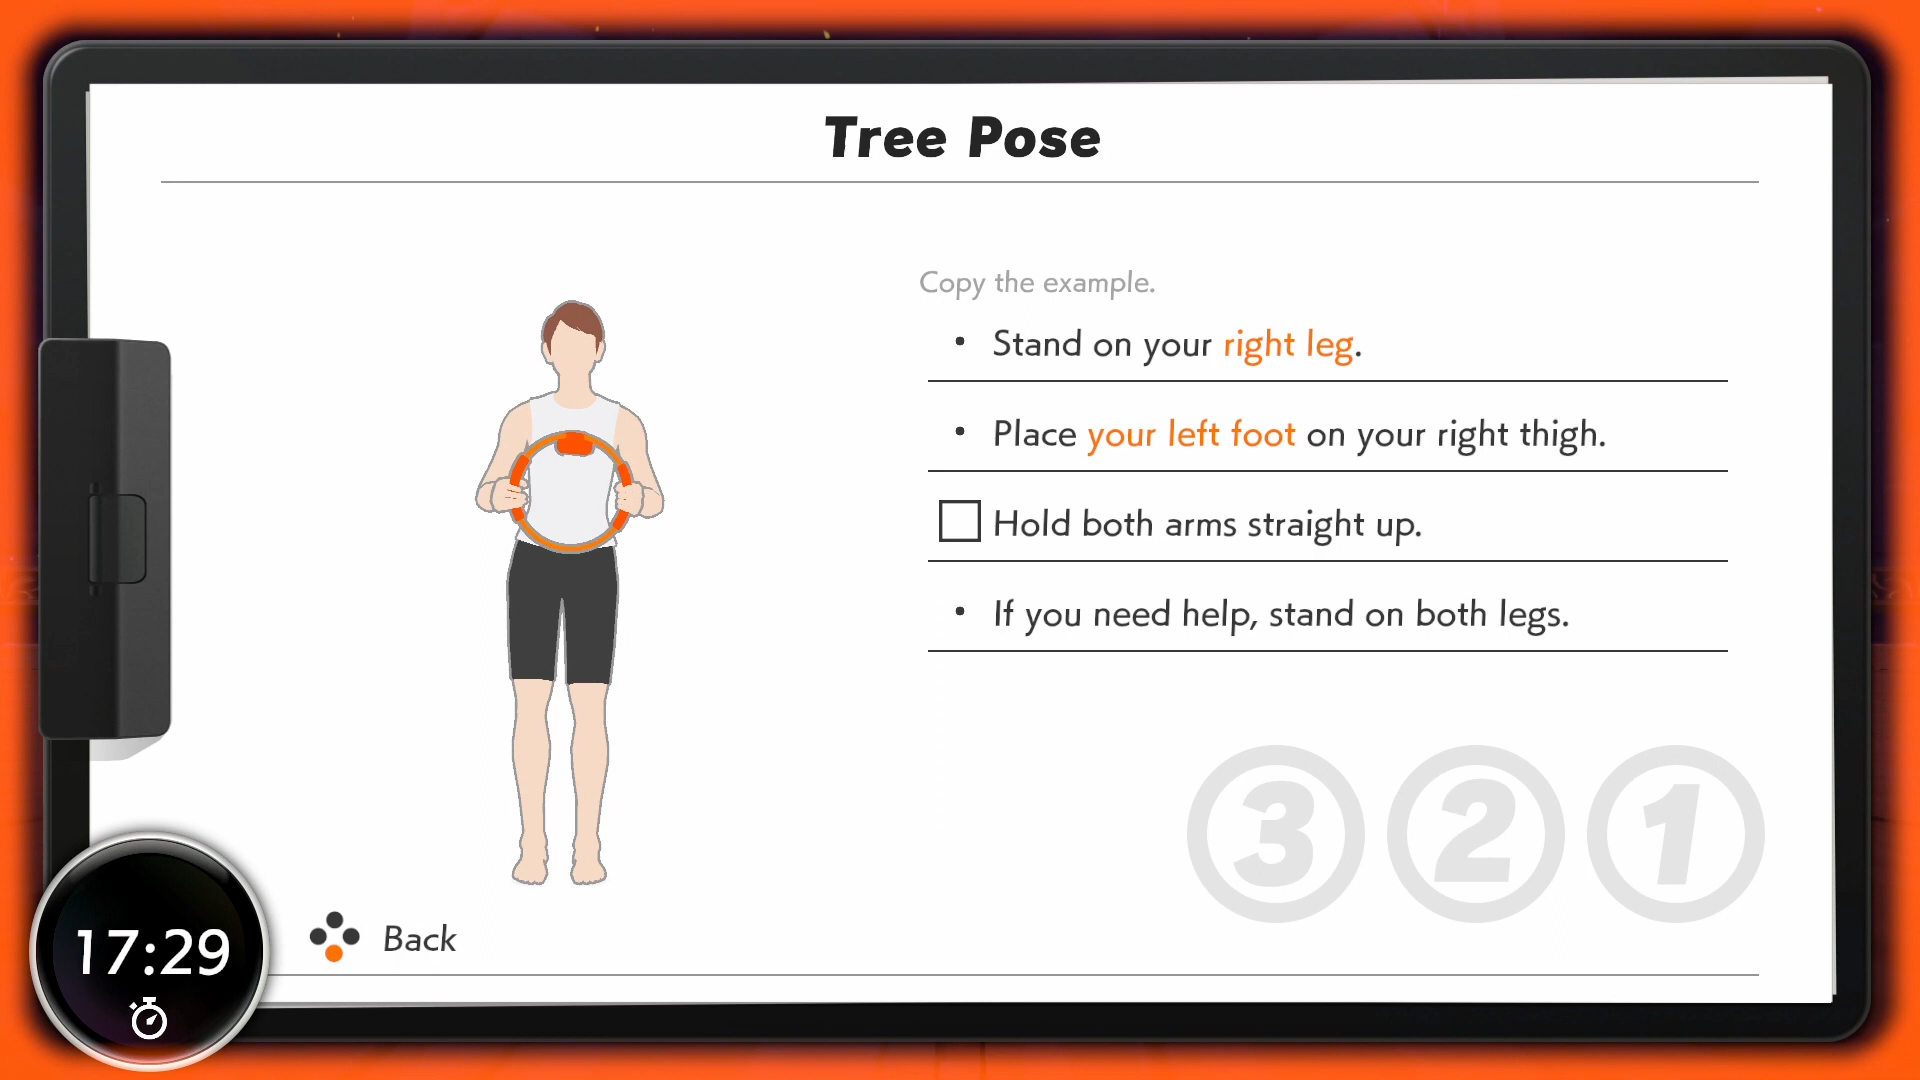 Tree Pose
Copy the example.
• Stand on your right leg.
• Place your left foot on your right thigh.
Hold both arms straight up.
• If you need help, stand on both legs.
3 2 1
Back
17:29